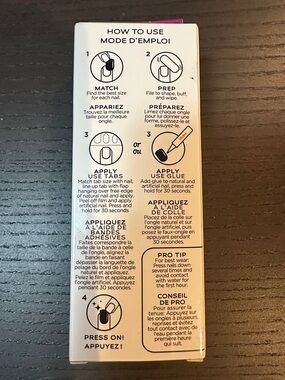 HOW TO USE
MODE D'EMPLOI
1
MATCH
Find the best size
for each nail.
APPARIEZ
Trouvez la meilleure
taille pour chaque
ongle.
2
PREP
File to shape, buff,
and wipe.
PRÉPAREZ
Limez chaque ongle
pour lui donner une
forme, polissez-le et
essuyez-le.
3
APPLY
USE TABS
Match tab size with nail,
line up with flap
hanging over free edge
of natural nail and apply.
Peel off film and apply
artificial nail. Press and
hold for 30 seconds.
APPLIQUEZ
À L'AIDE DE
BANDES
ADHÉSIVES
Faites correspondre la
taille de la bande à celle
de l'ongle, alignez la
bande en faisant
dépasser la languette de
pelage du bord de l'ongle
naturel et appliquez.
Pelez le film et appliquez
l'ongle artificiel. Appuyez
pendant 30 secondes.
or
ou
3
APPLY
USE GLUE
Add glue to natural and
artificial nail, press and
hold for 30 seconds.
APPLIQUEZ
À L'AIDE
DE COLLE
Placez de la colle sur
l'ongle naturel et sur
l'ongle artificiel, puis
posez le faux-ongle en
appuyant pendant
30 secondes.
4
PRESS ON!
APPUYEZ!
PRO TIP
For best wear:
Press nails down
several times and
avoid contact
with water for
the first hour.
CONSEIL
DE PRO
Pour assurer la
tenue: Appuyez sur
les ongles à plusieurs
reprises et évitez
tout contact avec de
l'eau pendant la
première heure
qui suit.